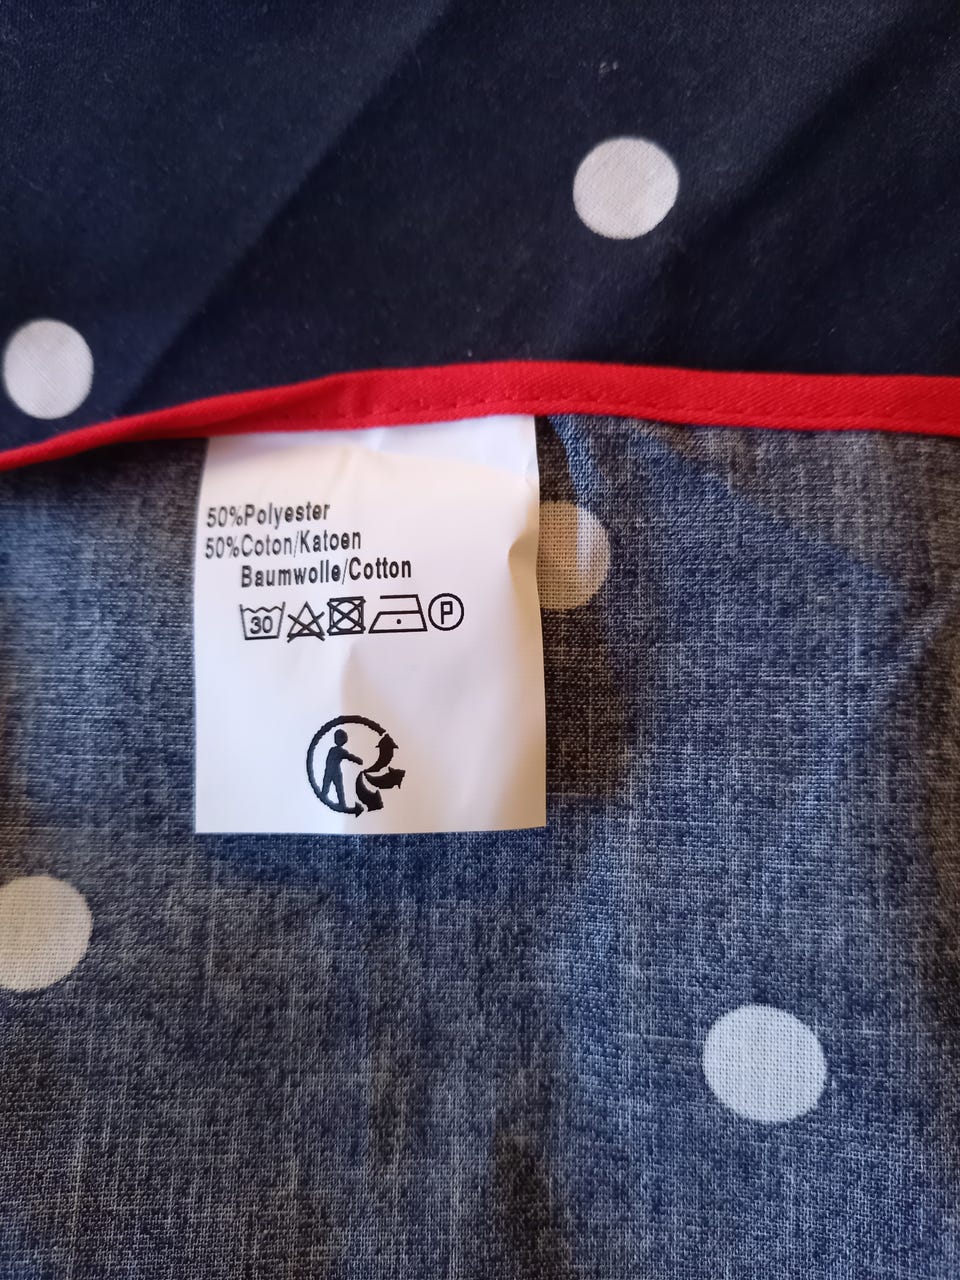 50%Polyester
50%Coton/Katoen
Baumwolle/Cotton
30 P